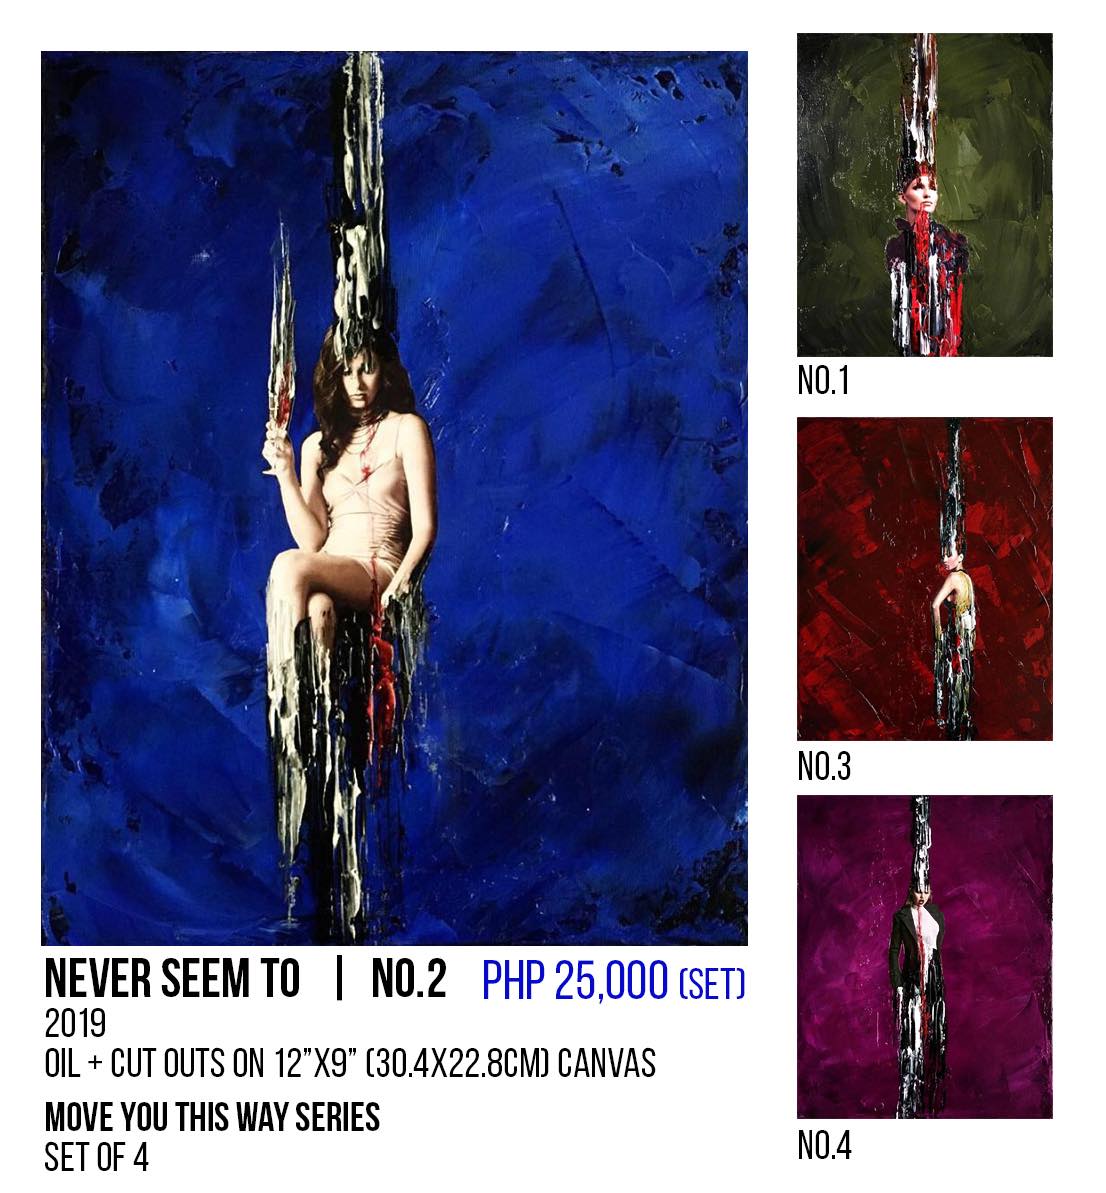 NO.1
NO.3
NO.4
NEVER SEEM TO | NO.2 PHP 25,000 (SET)
2019
OIL + CUT OUTS ON 12”X9” (30.4X22.8CM) CANVAS
MOVE YOU THIS WAY SERIES
SET OF 4